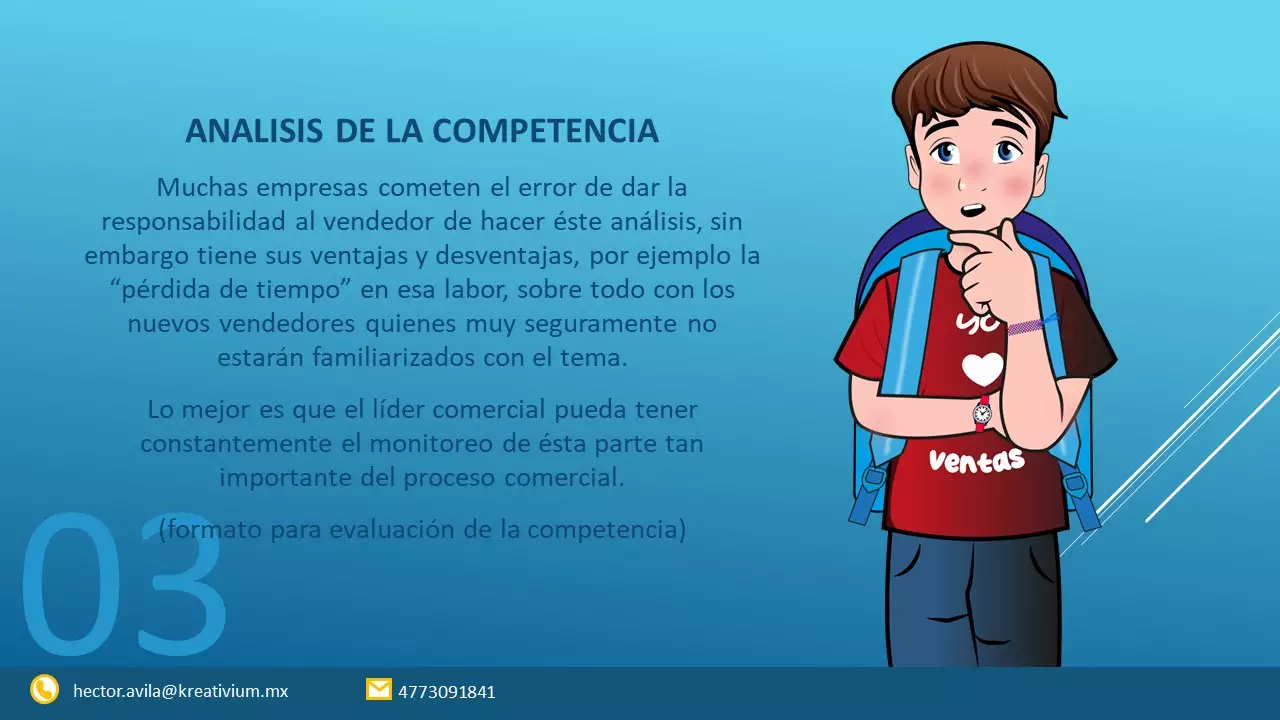 ANALISIS DE LA COMPETENCIA
Muchas empresas cometen el error de dar la
responsabilidad al vendedor de hacer éste análisis, sin
embargo tiene sus ventajas y desventajas, por ejemplo la
“pérdida de tiempo” en esa labor, sobre todo con los
nuevos vendedores quienes muy seguramente no
estarán familiarizados con el tema.
Lo mejor es que el líder comercial pueda tener
constantemente el monitoreo de ésta parte tan
importante del proceso comercial.
(formato para evaluación de la competencia)
03
ventas
hector.avila@kreativium.mx
4773091841